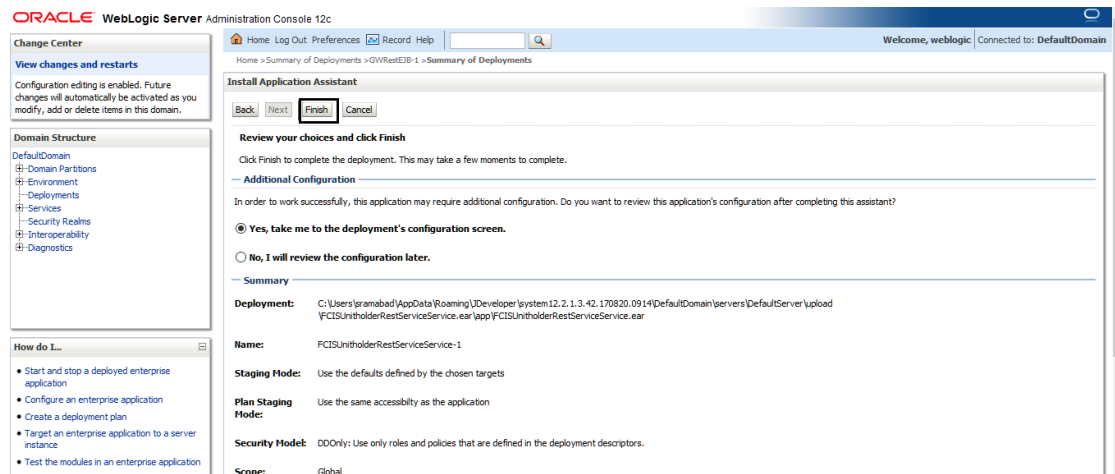 ORACLE WebLogic Server Administration Console 12c
Change Center
View changes and restarts
Configuration editing is enabled. Future
changes will automatically be activated as you
modify, add or delete items in this domain.
Domain Structure
DefaultDomain
Domain Partitions
Environment
Deployments
Services
Security Realms
Interoperability
Diagnostics
How do I...
Start and stop a deployed enterprise
application
Configure an enterprise application
Create a deployment plan
Target an enterprise application to a server
instance
Test the modules in an enterprise application
Home Log Out Preferences Record Help
Welcome, weblogic Connected to: DefaultDomain
Home >Summary of Deployments >GWRestEJB-1 >Summary of Deployments
Install Application Assistant
Back Next Finish Cancel
Review your choices and click Finish
Click Finish to complete the deployment. This may take a few moments to complete.
Additional Configuration
In order to work successfully, this application may require additional configuration. Do you want to review this application's configuration after completing this assistant?
Yes, take me to the deployment's configuration screen.
No, I will review the configuration later.
Summary
Deployment: C:\Users\sramabad\AppData\Roaming\JDeveloper\system12.2.1.3.42.170820.0914\DefaultDomain\servers\DefaultServer\upload
\FCISUnitholderRestServiceService.ear\app\FCISUnitholderRestServiceService.ear
Name: FCISUnitholderRestServiceService-1
Staging Mode: Use the defaults defined by the chosen targets
Plan Staging Use the same accessibilty as the application
Mode:
Security Model: DDOnly: Use only roles and policies that are defined in the deployment descriptors.
Scope: Global